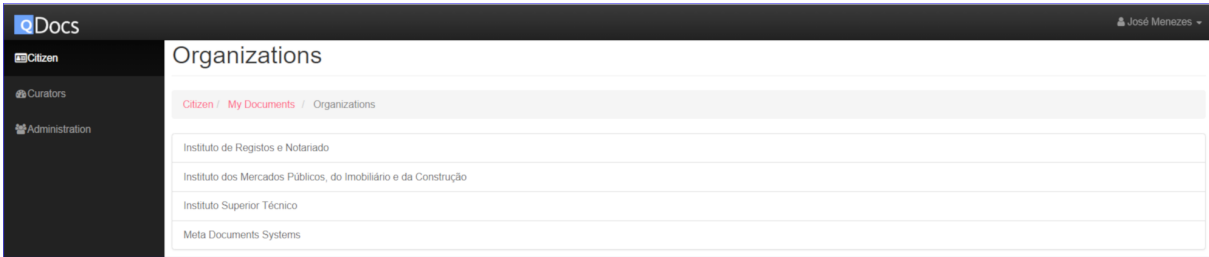 QDocs
José Menezes
Citizen
Curators
Administration
Organizations
Citizen / My Documents / Organizations
Instituto de Registos e Notariado
Instituto dos Mercados Públicos, do Imobiliário e da Construção
Instituto Superior Técnico
Meta Documents Systems